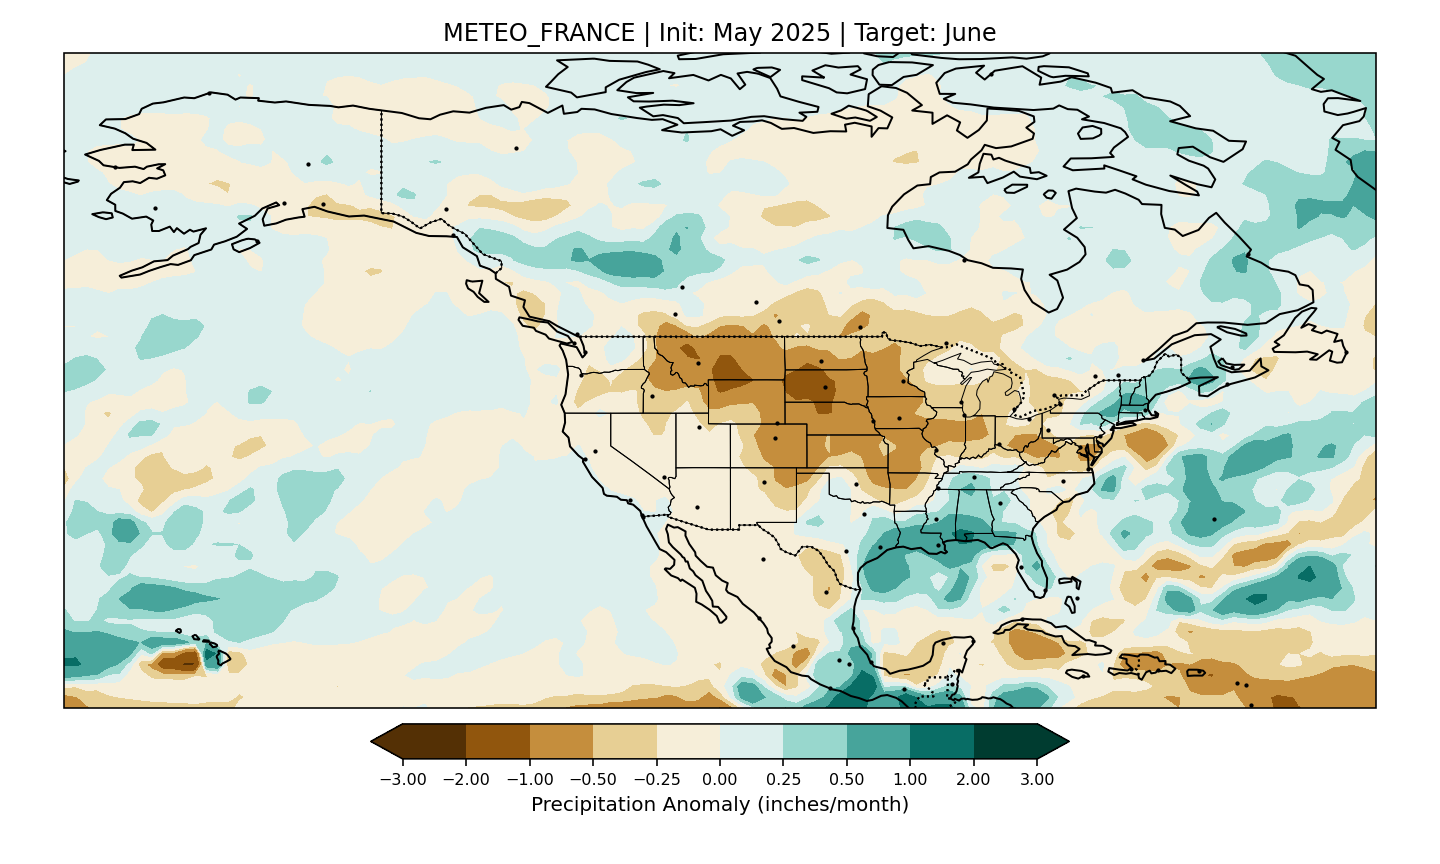 METEO_FRANCE | Init: May 2025 | Target: June
−3.00 −2.00 −1.00 −0.50 −0.25 0.00 0.25 0.50 1.00 2.00 3.00
Precipitation Anomaly (inches/month)